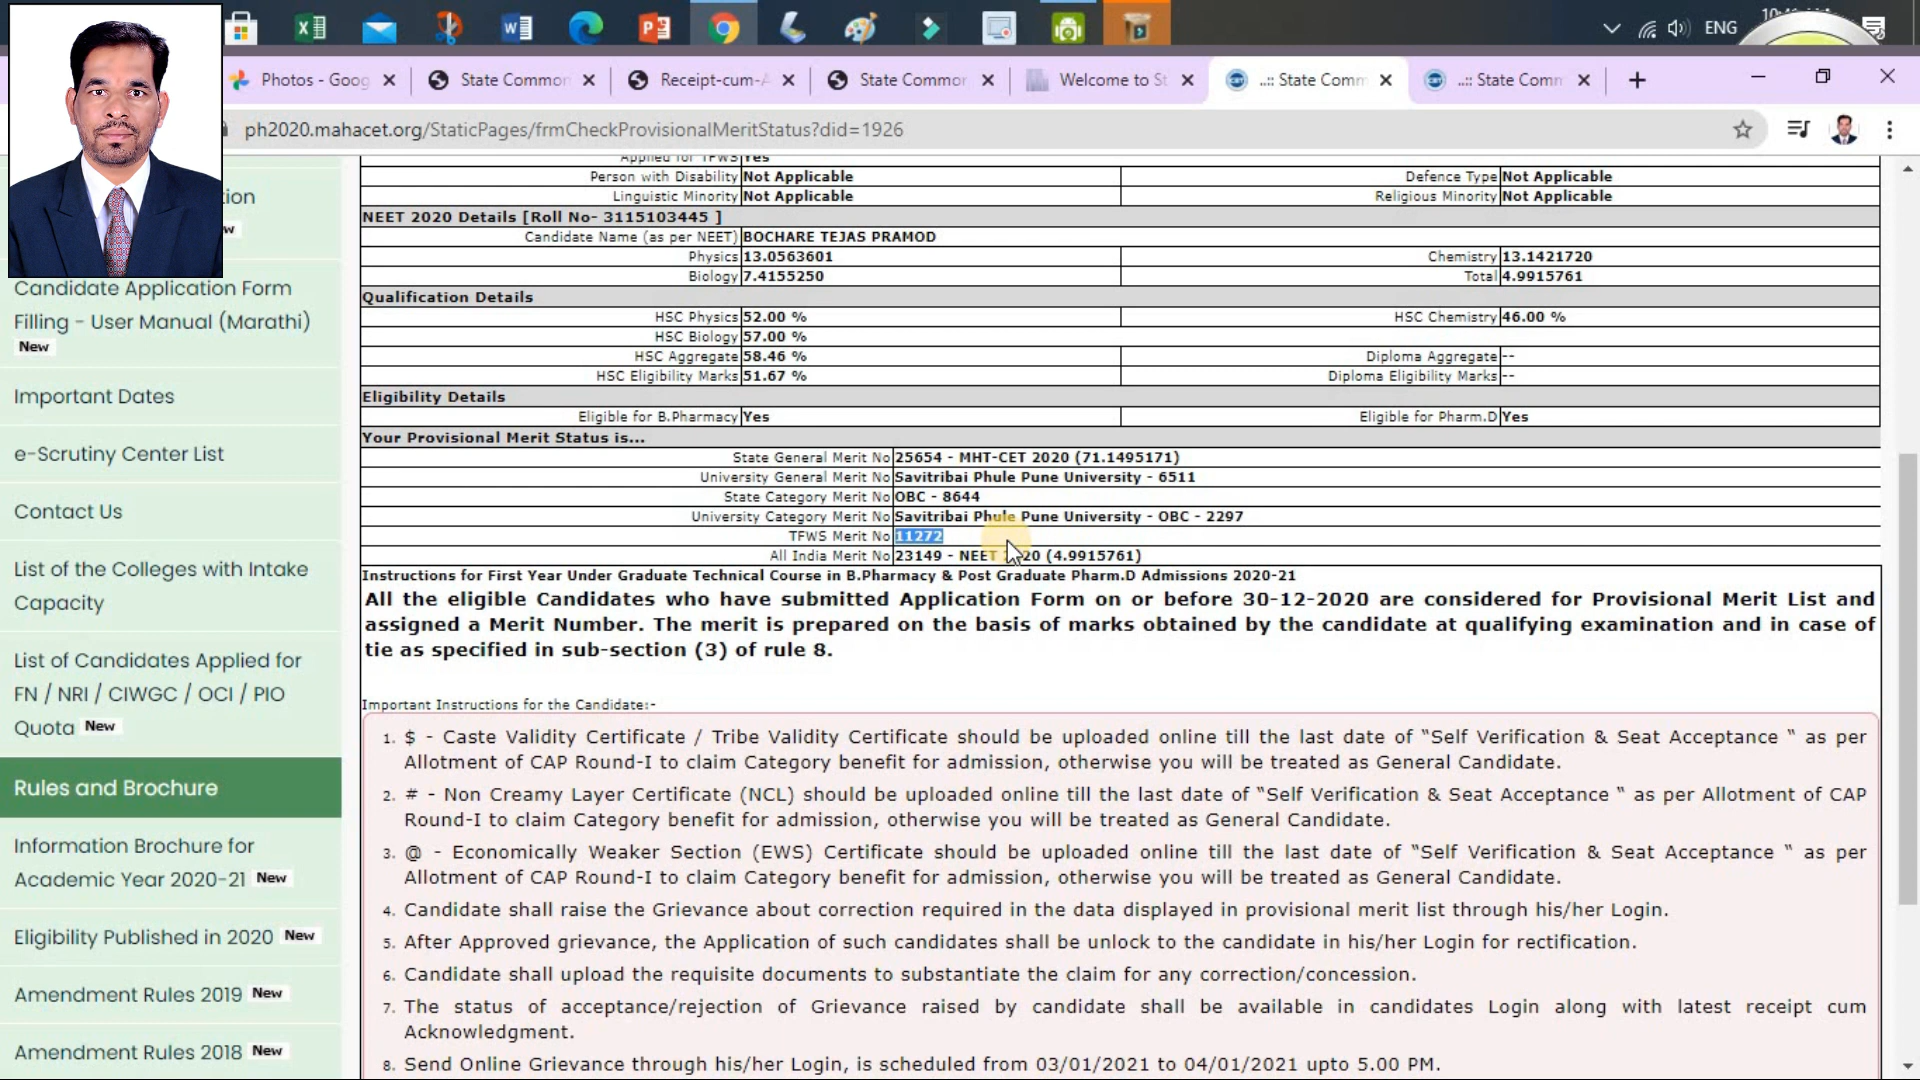 ENG
Photos - Goog
State Common
Receipt-cum-A
State Common
Welcome to St
..:: State Comm
..:: State Comm
ph2020.mahacet.org/StaticPages/frmCheckProvisionalMeritStatus?did=1926
Candidate Application Form
Filling - User Manual (Marathi)
New
Important Dates
e-Scrutiny Center List
Contact Us
List of the Colleges with Intake
Capacity
List of Candidates Applied for
FN / NRI / CIWGC / OCI / PIO
Quota New
Rules and Brochure
Information Brochure for
Academic Year 2020-21 New
Eligibility Published in 2020 New
Amendment Rules 2019 New
Amendment Rules 2018 New
Applied for TFWS Yes
Person with Disability Not Applicable Defence Type Not Applicable
Linguistic Minority Not Applicable Religious Minority Not Applicable
NEET 2020 Details [Roll No- 3115103445 ]
Candidate Name (as per NEET) BOCHARE TEJAS PRAMOD
Physics 13.0563601 Chemistry 13.1421720
Biology 7.4155250 Total 4.9915761
Qualification Details
HSC Physics 52.00 % HSC Chemistry 46.00 %
HSC Biology 57.00 %
HSC Aggregate 58.46 % Diploma Aggregate --
HSC Eligibility Marks 51.67 % Diploma Eligibility Marks --
Eligibility Details
Eligible for B.Pharmacy Yes Eligible for Pharm.D Yes
Your Provisional Merit Status is...
State General Merit No 25654 - MHT-CET 2020 (71.1495171)
University General Merit No Savitribai Phule Pune University - 6511
State Category Merit No OBC - 8644
University Category Merit No Savitribai Phule Pune University - OBC - 2297
TFWS Merit No 11272
All India Merit No 23149 - NEET 2020 (4.9915761)
Instructions for First Year Under Graduate Technical Course in B.Pharmacy & Post Graduate Pharm.D Admissions 2020-21
All the eligible Candidates who have submitted Application Form on or before 30-12-2020 are considered for Provisional Merit List and
assigned a Merit Number. The merit is prepared on the basis of marks obtained by the candidate at qualifying examination and in case of
tie as specified in sub-section (3) of rule 8.
Important Instructions for the Candidate:-
1. $ - Caste Validity Certificate / Tribe Validity Certificate should be uploaded online till the last date of "Self Verification & Seat Acceptance " as per
Allotment of CAP Round-I to claim Category benefit for admission, otherwise you will be treated as General Candidate.
2. # - Non Creamy Layer Certificate (NCL) should be uploaded online till the last date of "Self Verification & Seat Acceptance " as per Allotment of CAP
Round-I to claim Category benefit for admission, otherwise you will be treated as General Candidate.
3. @ - Economically Weaker Section (EWS) Certificate should be uploaded online till the last date of "Self Verification & Seat Acceptance " as per
Allotment of CAP Round-I to claim Category benefit for admission, otherwise you will be treated as General Candidate.
4. Candidate shall raise the Grievance about correction required in the data displayed in provisional merit list through his/her Login.
5. After Approved grievance, the Application of such candidates shall be unlock to the candidate in his/her Login for rectification.
6. Candidate shall upload the requisite documents to substantiate the claim for any correction/concession.
7. The status of acceptance/rejection of Grievance raised by candidate shall be available in candidates Login along with latest receipt cum
Acknowledgment.
8. Send Online Grievance through his/her Login, is scheduled from 03/01/2021 to 04/01/2021 upto 5.00 PM.